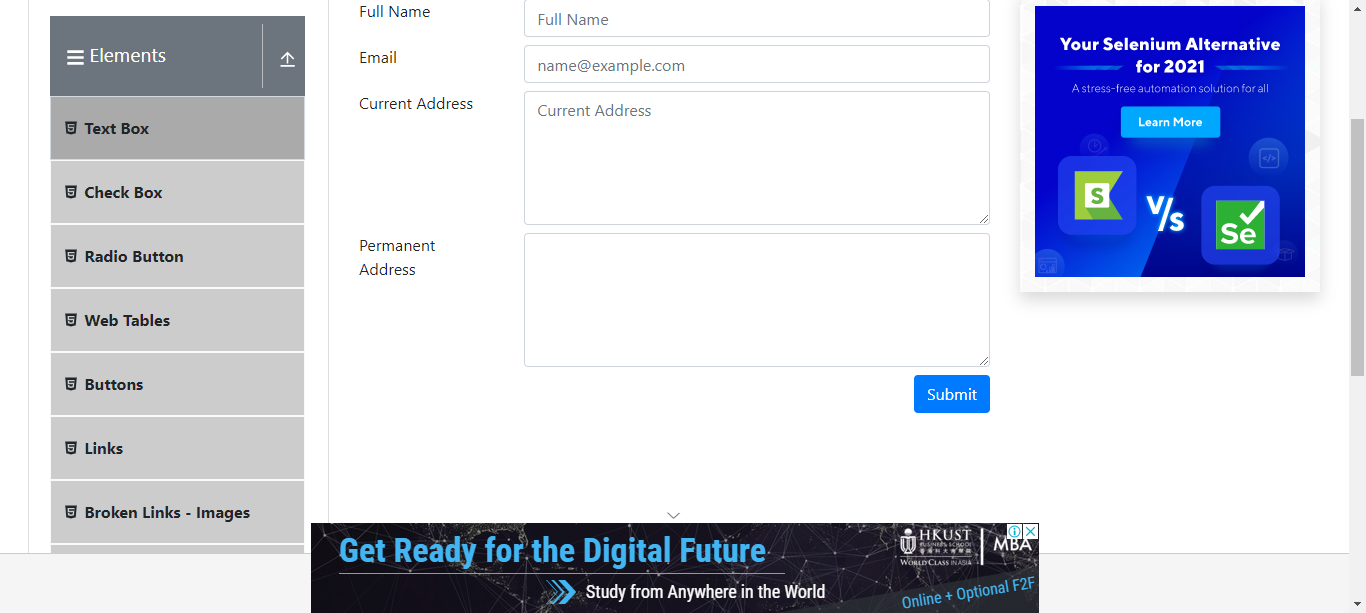 Elements
Text Box
Check Box
Radio Button
Web Tables
Buttons
Links
Broken Links - Images
Full Name
Full Name
Email
name@example.com
Current Address
Current Address
Permanent
Address
Submit
Your Selenium Alternative
for 2021
A stress-free automation solution for all
Learn More
S
V/s
Se
Get Ready for the Digital Future
Study from Anywhere in the World
HKUST
BUSINESS SCHOOL
WORLD CLASS IN ASIA
MBA
Online + Optional F2F